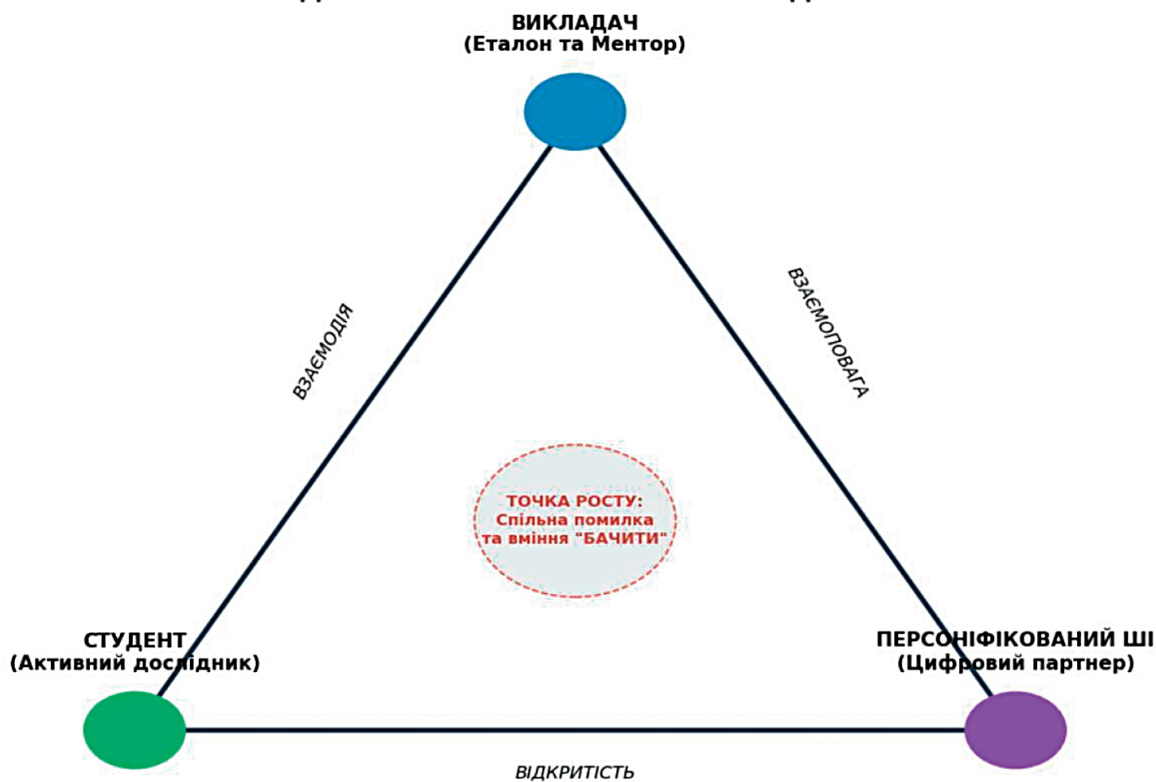 ВИКЛАДАЧ
(Еталон та Ментор)
ВЗАЄМОДІЯ
ВЗАЄМОПОВАГА
ТОЧКА РОСТУ:
Спільна помилка
та вміння "БАЧИТИ"
СТУДЕНТ
(Активний дослідник)
ПЕРСОНІФІКОВАНИЙ ШІ
(Цифровий партнер)
ВІДКРИТІСТЬ